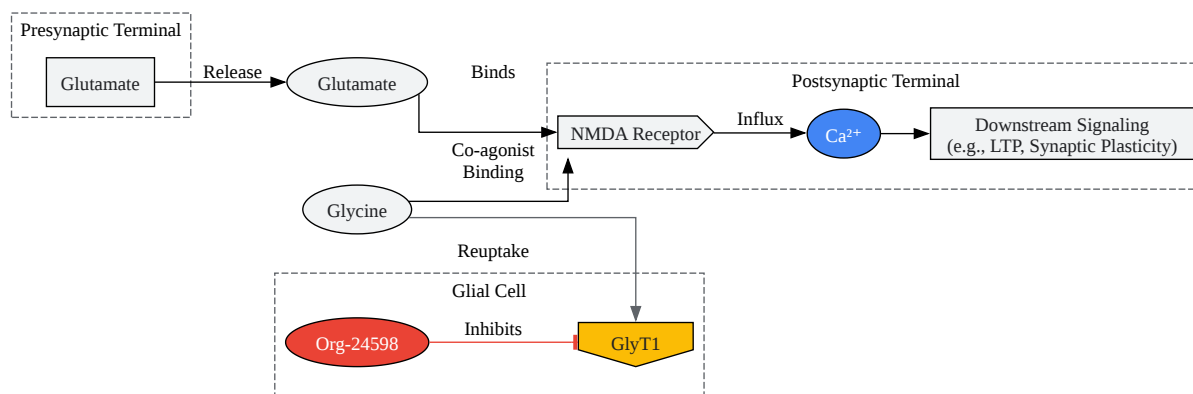 Presynaptic Terminal
Glutamate
Release
Glutamate
Binds
Postsynaptic Terminal
NMDA Receptor
Influx
Ca²⁺
Downstream Signaling
(e.g., LTP, Synaptic Plasticity)
Co-agonist
Binding
Glycine
Reuptake
Glial Cell
Org-24598
Inhibits
GlyT1